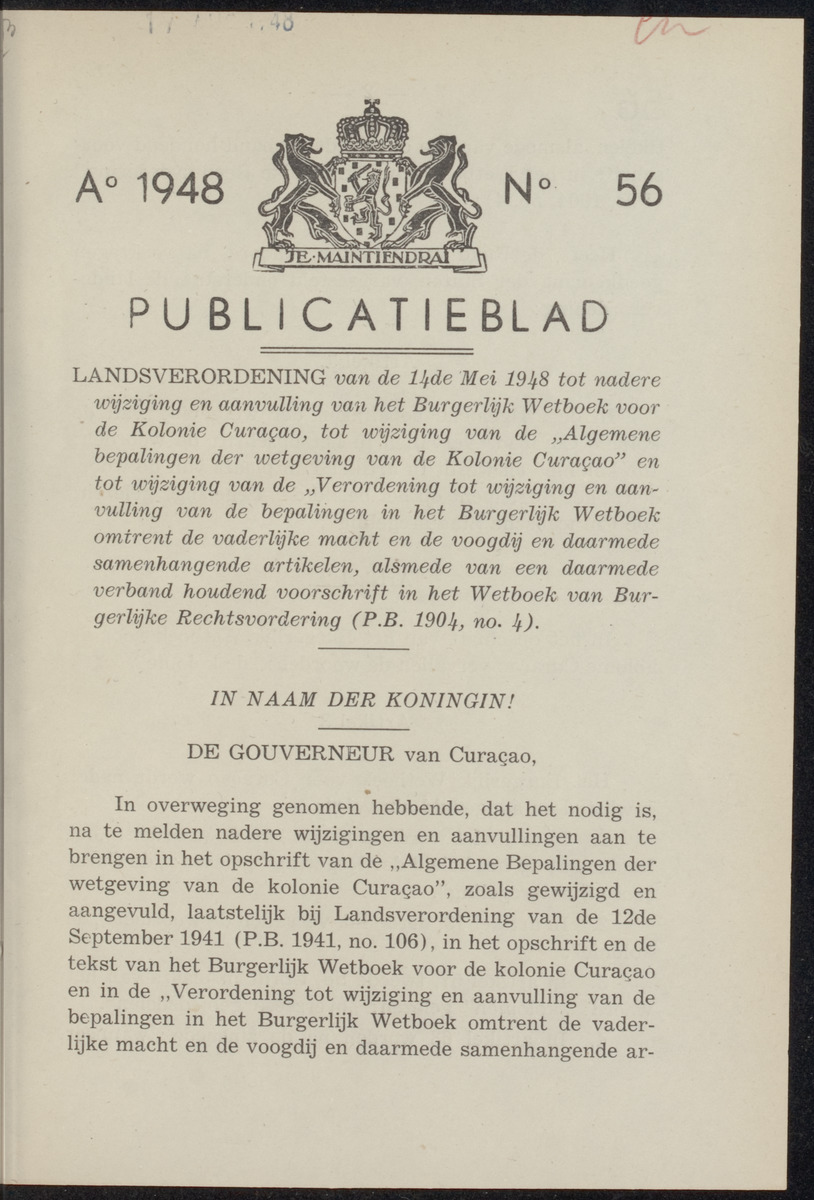 48
en
Aº 1948
Nº 56
JE·MAINTIENDRAI
PUBLICATIEBLAD
LANDSVERORDENING van de 14de Mei 1948 tot nadere
wijziging en aanvulling van het Burgerlijk Wetboek voor
de Kolonie Curaçao, tot wijziging van de „Algemene
bepalingen der wetgeving van de Kolonie Curaçao” en
tot wijziging van de „Verordening tot wijziging en aan-
vulling van de bepalingen in het Burgerlijk Wetboek
omtrent de vaderlijke macht en de voogdij en daarmede
samenhangende artikelen, alsmede van een daarmede
verband houdend voorschrift in het Wetboek van Bur-
gerlijke Rechtsvordering (P.B. 1904, no. 4).
IN NAAM DER KONINGIN!
DE GOUVERNEUR van Curaçao,
In overweging genomen hebbende, dat het nodig is,
na te melden nadere wijzigingen en aanvullingen aan te
brengen in het opschrift van de „Algemene Bepalingen der
wetgeving van de kolonie Curaçao”, zoals gewijzigd en
aangevuld, laatstelijk bij Landsverordening van de 12de
September 1941 (P.B. 1941, no. 106), in het opschrift en de
tekst van het Burgerlijk Wetboek voor de kolonie Curaçao
en in de „Verordening tot wijziging en aanvulling van de
bepalingen in het Burgerlijk Wetboek omtrent de vader-
lijke macht en de voogdij en daarmede samenhangende ar-